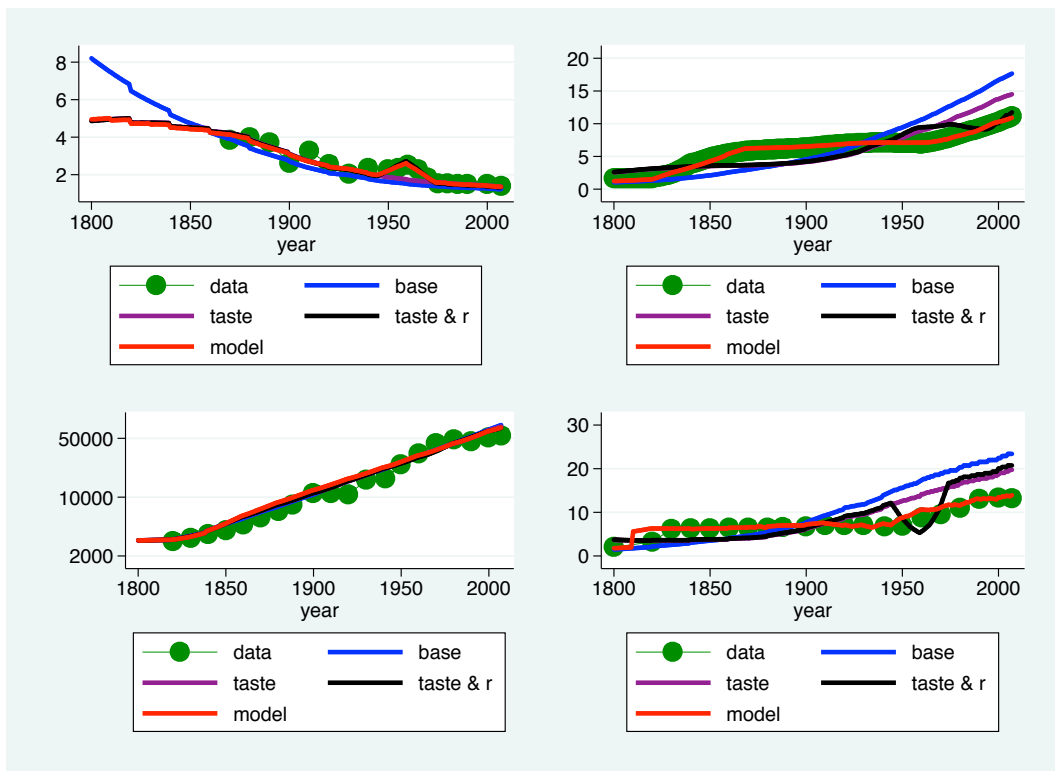 8
6
4
2
1800 1850 1900 1950 2000
year
data base
taste taste & r
model
20
15
10
5
0
1800 1850 1900 1950 2000
year
data base
taste taste & r
model
50000
10000
2000
1800 1850 1900 1950 2000
year
data base
taste taste & r
model
30
20
10
0
1800 1850 1900 1950 2000
year
data base
taste taste & r
model